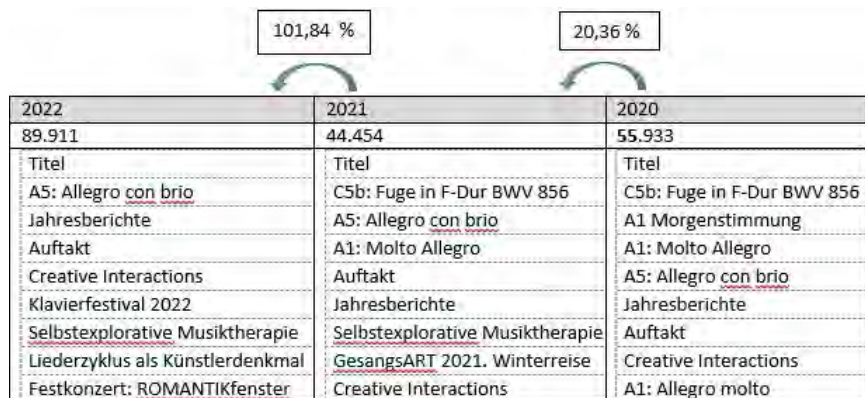 101,84 %
20,36 %
2022 2021 2020
89.911 44.454 55.933
Titel Titel Titel
A5: Allegro con brio C5b: Fuge in F-Dur BWV 856 C5b: Fuge in F-Dur BWV 856
Jahresberichte A5: Allegro con brio A1 Morgenstimmung
Auftakt A1: Molto Allegro A1: Molto Allegro
Creative Interactions Auftakt A5: Allegro con brio
Klavierfestival 2022 Jahresberichte Jahresberichte
Selbstexplorative Musiktherapie Selbstexplorative Musiktherapie Auftakt
Liederzyklus als Künstlerdenkmal GesangsART 2021. Winterreise Creative Interactions
Festkonzert: ROMANTIKfenster Creative Interactions A1: Allegro molto